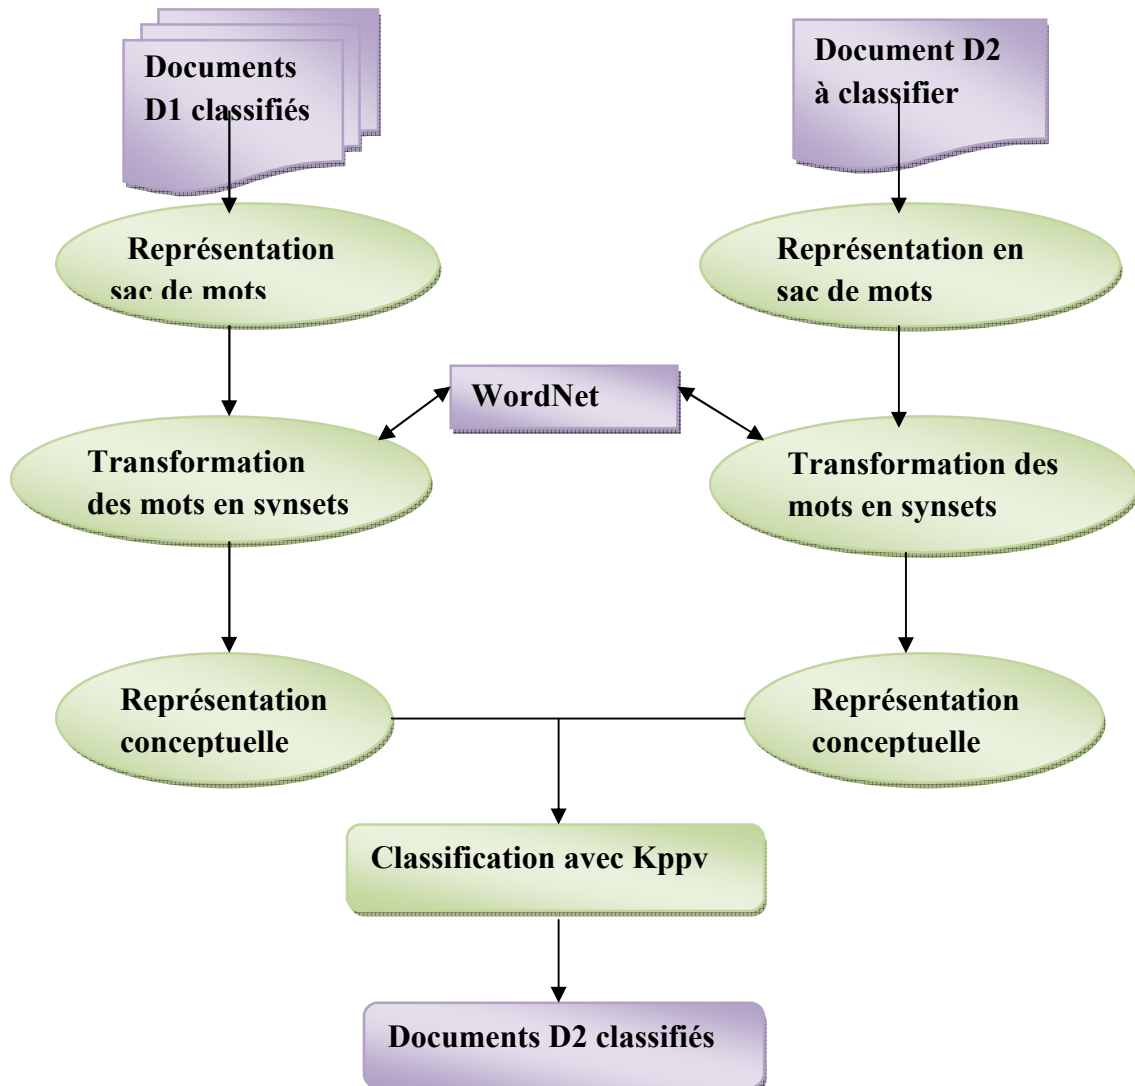 Documents
D1 classifiés
Document D2
à classifier
Représentation
sac de mots
Représentation en
sac de mots
WordNet
Transformation
des mots en synsets
Transformation des
mots en synsets
Représentation
conceptuelle
Représentation
conceptuelle
Classification avec Kppv
Documents D2 classifiés